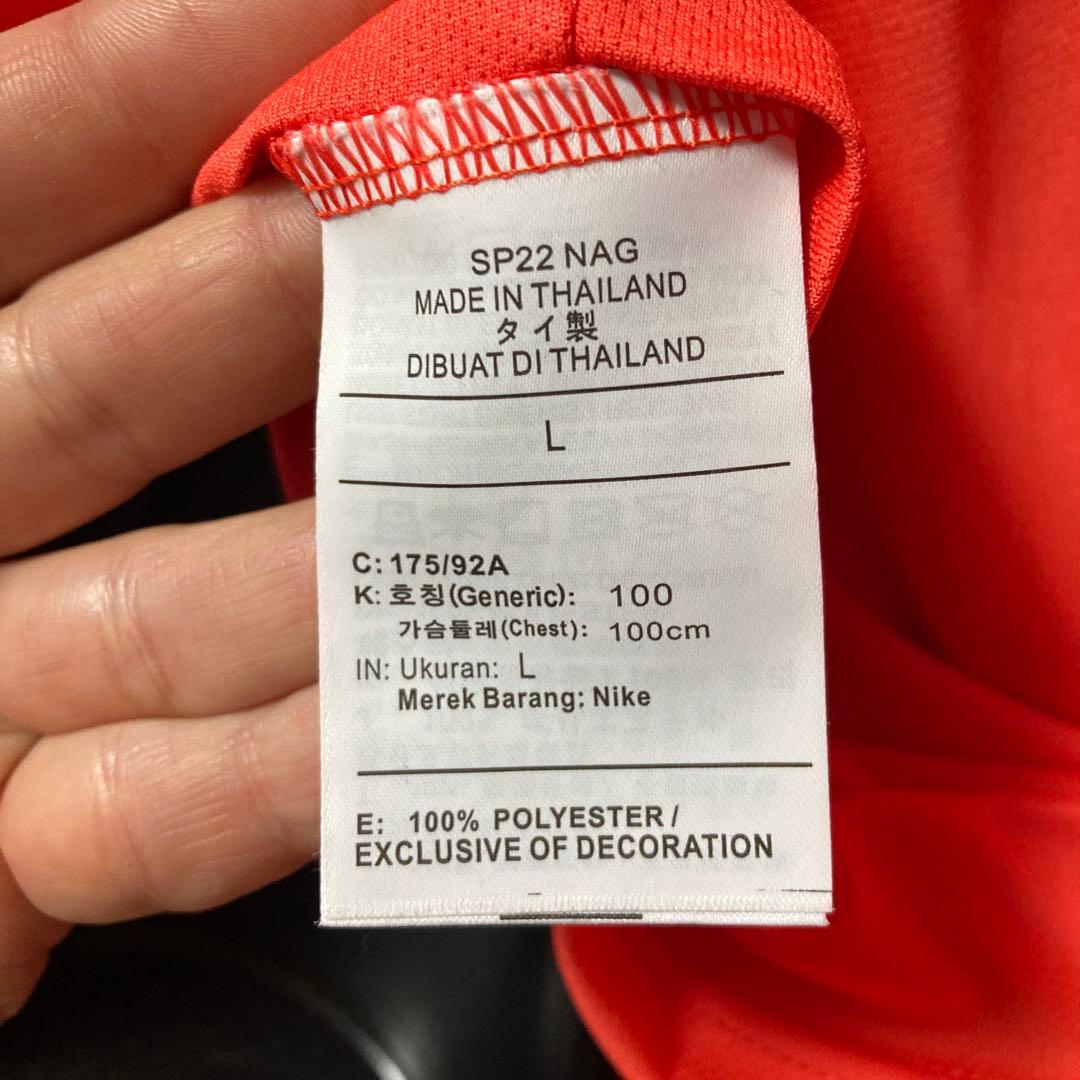 SP22 NAG
MADE IN THAILAND
タイ製
DIBUAT DI THAILAND
L
C: 175/92A
K: 호칭(Generic): 100
가슴둘레(Chest): 100cm
IN: Ukuran: L
Merek Barang: Nike
E: 100% POLYESTER /
EXCLUSIVE OF DECORATION